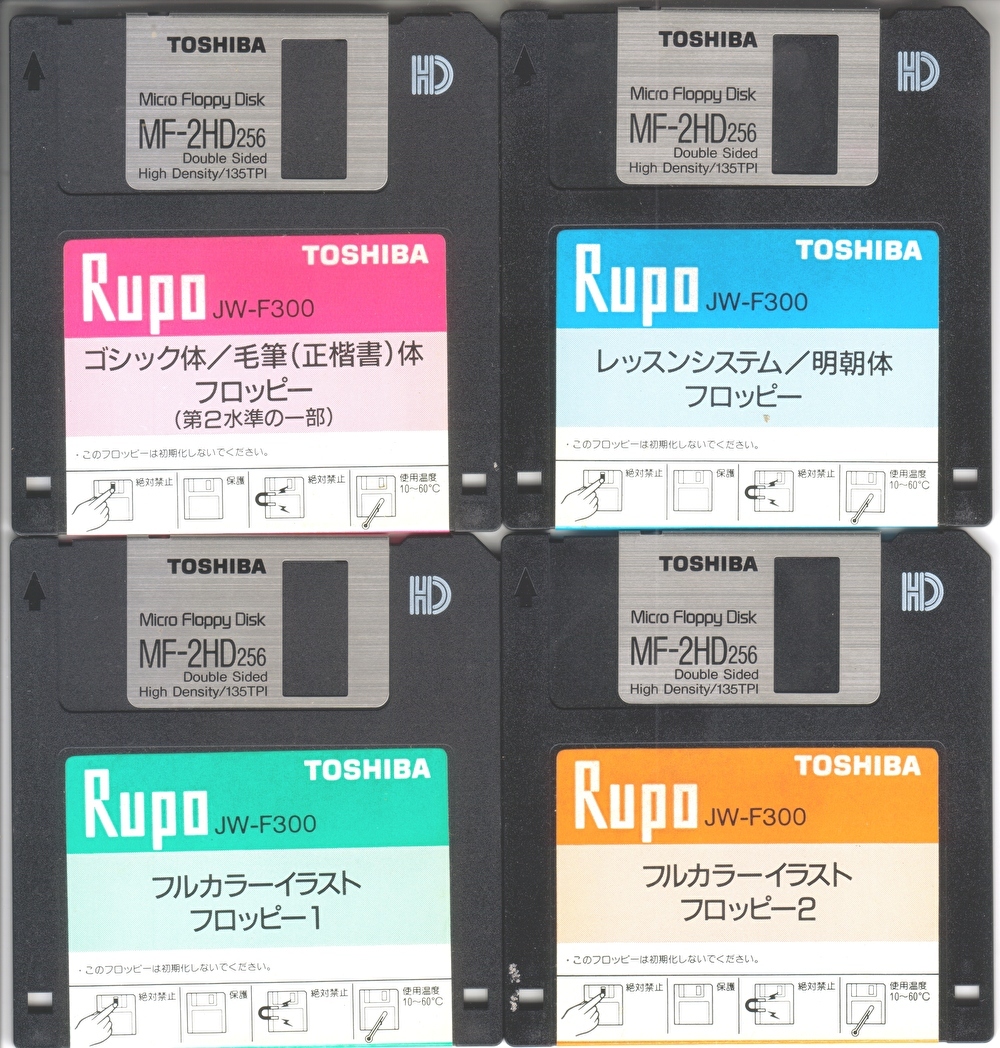 TOSHIBA
HD
Micro Floppy Disk
MF-2HD256
Double Sided
High Density/135TPI
TOSHIBA
Rupo JW-F300
ゴシック体/毛筆(正楷書)体
フロッピー
(第2水準の一部)
・このフロッピーは初期化しないでください。
絶対禁止
保護
絶対禁止
使用温度
10〜60°C
TOSHIBA
HD
Micro Floppy Disk
MF-2HD256
Double Sided
High Density/135TPI
TOSHIBA
Rupo JW-F300
レッスンシステム/明朝体
フロッピー
・このフロッピーは初期化しないでください。
絶対禁止
保護
絶対禁止
使用温度
10〜60°C
TOSHIBA
HD
Micro Floppy Disk
MF-2HD256
Double Sided
High Density/135TPI
TOSHIBA
Rupo JW-F300
フルカラーイラスト
フロッピー1
・このフロッピーは初期化しないでください。
絶対禁止
保護
絶対禁止
使用温度
10〜60°C
TOSHIBA
HD
Micro Floppy Disk
MF-2HD256
Double Sided
High Density/135TPI
TOSHIBA
Rupo JW-F300
フルカラーイラスト
フロッピー2
・このフロッピーは初期化しないでください。
絶対禁止
保護
絶対禁止
使用温度
10〜60°C